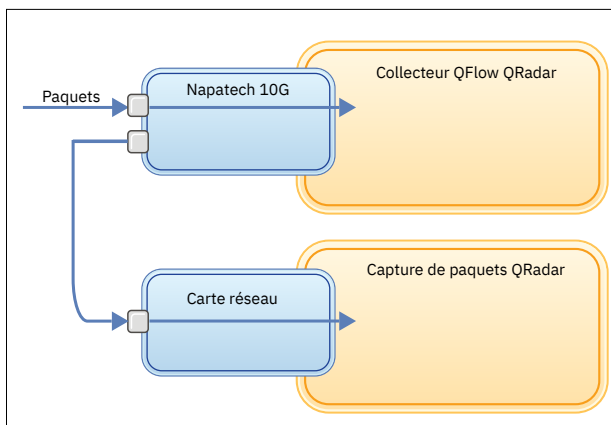 Collecteur QFlow QRadar
Napatech 10G
Paquets
Capture de paquets QRadar
Carte réseau